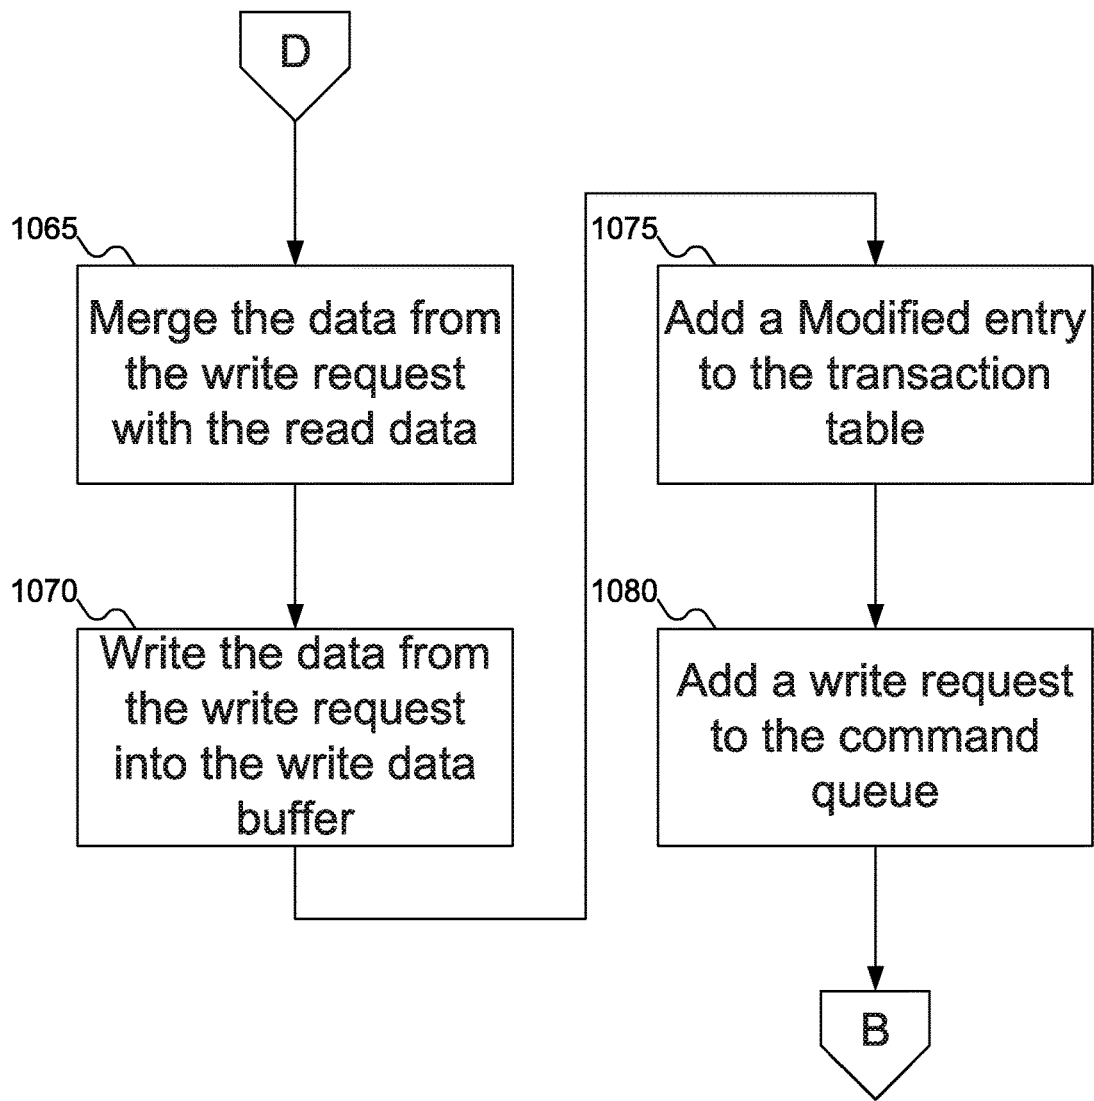 D
1065
Merge the data from
the write request
with the read data
1070
Write the data from
the write request
into the write data
buffer
1075
Add a Modified entry
to the transaction
table
1080
Add a write request
to the command
queue
B